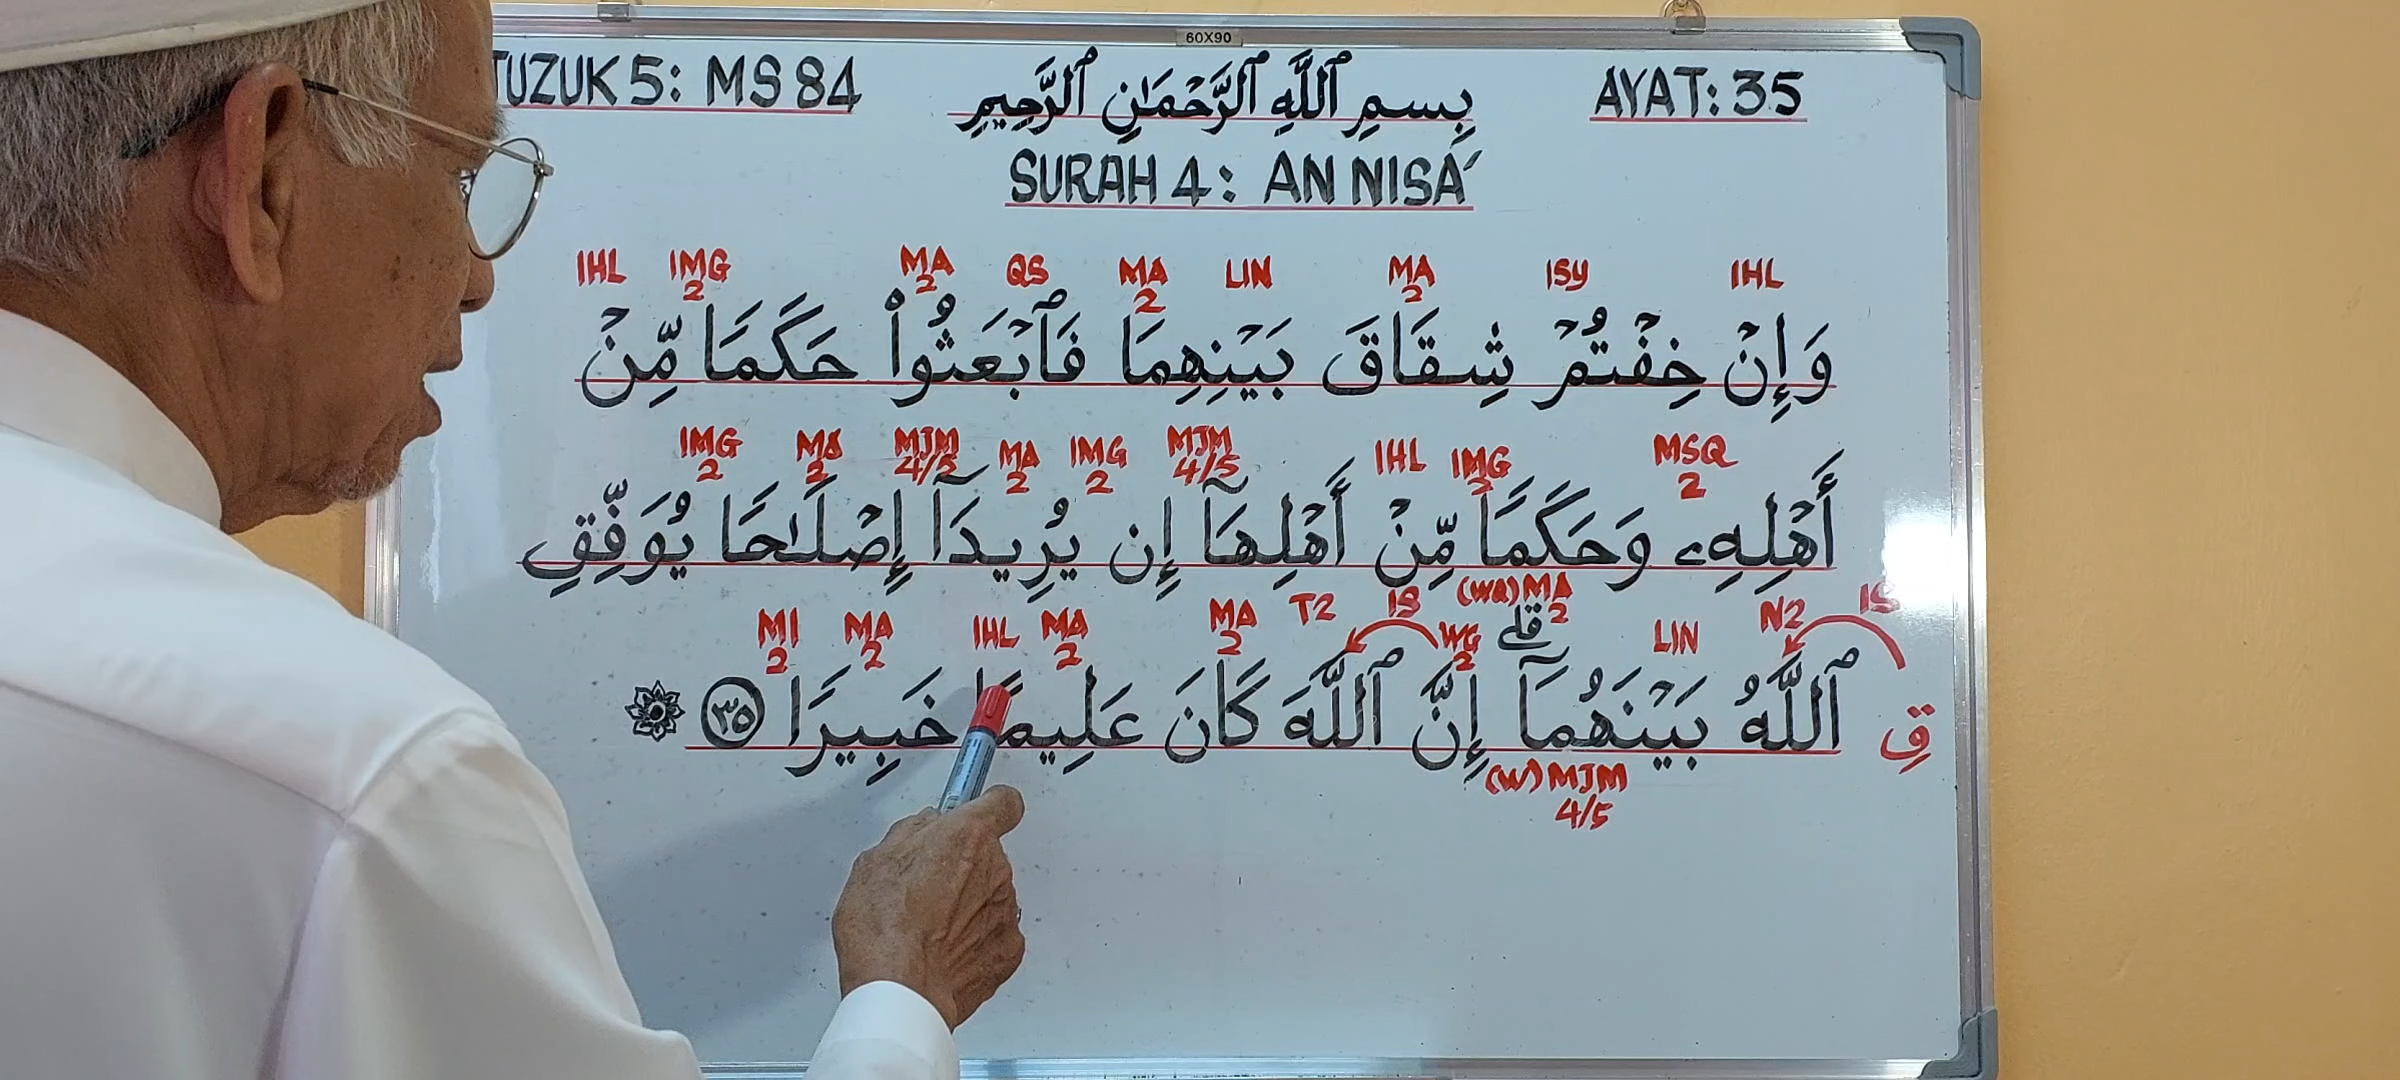 60X90
JUZUK 5: MS 84
بِسمِ ٱللَّهِ ٱلرَّحۡمَـٰنِ ٱلرَّحِيمِ
AYAT: 35
SURAH 4: AN NISA´
IHL IMG 2 MA 2 QS MA 2 LIN MA 2 ISY IHL
وَإِنۡ خِفۡتُمۡ شِقَاقَ بَيۡنِهِمَا فَٱبۡعَثُواْ حَكَمَا مِّنۡ
IMG 2 MA 2 MJM 4/5 MA 2 IMG 2 MJM 4/5 IHL IMG 2 MSQ 2
أَهۡلِهِۦ وَحَكَمَا مِّنۡ أَهۡلِهَآ إِن يُرِيدَآ إِصۡلَـٰحَا يُوَفِّقِ
MI 2 MA 2 IHL MA 2 MA 2 T2 IS WG 2 (WQ) MA 2 قلے LIN N2 IS
قِ ٱللَّهُ بَيۡنَهُمَآ إِنَّ ٱللَّهَ كَانَ عَلِيمًا خَبِيرَا ٣٥
(W) MJM 4/5